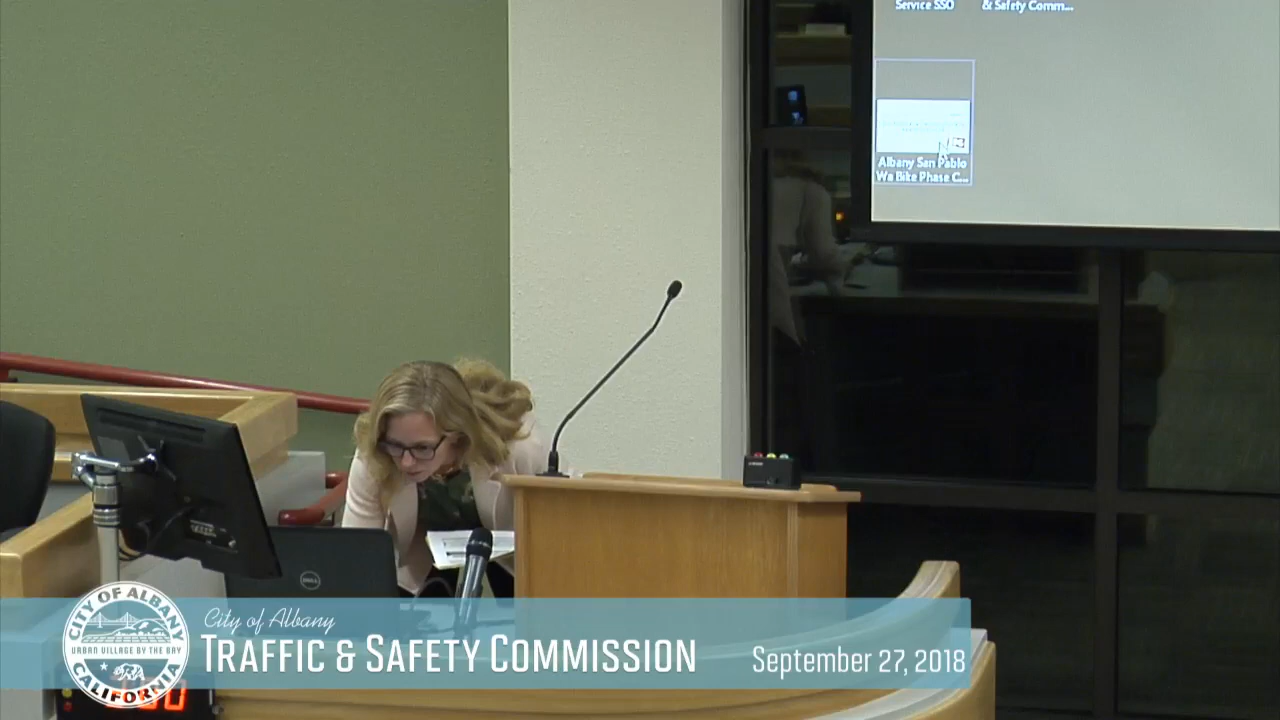 Service SSO
& Safety Comm...
Albany San Pablo
Wa Bike Phase C...
DELL
CITY OF ALBANY
URBAN VILLAGE BY THE BAY
CALIFORNIA
City of Albany
TRAFFIC & SAFETY COMMISSION
September 27, 2018